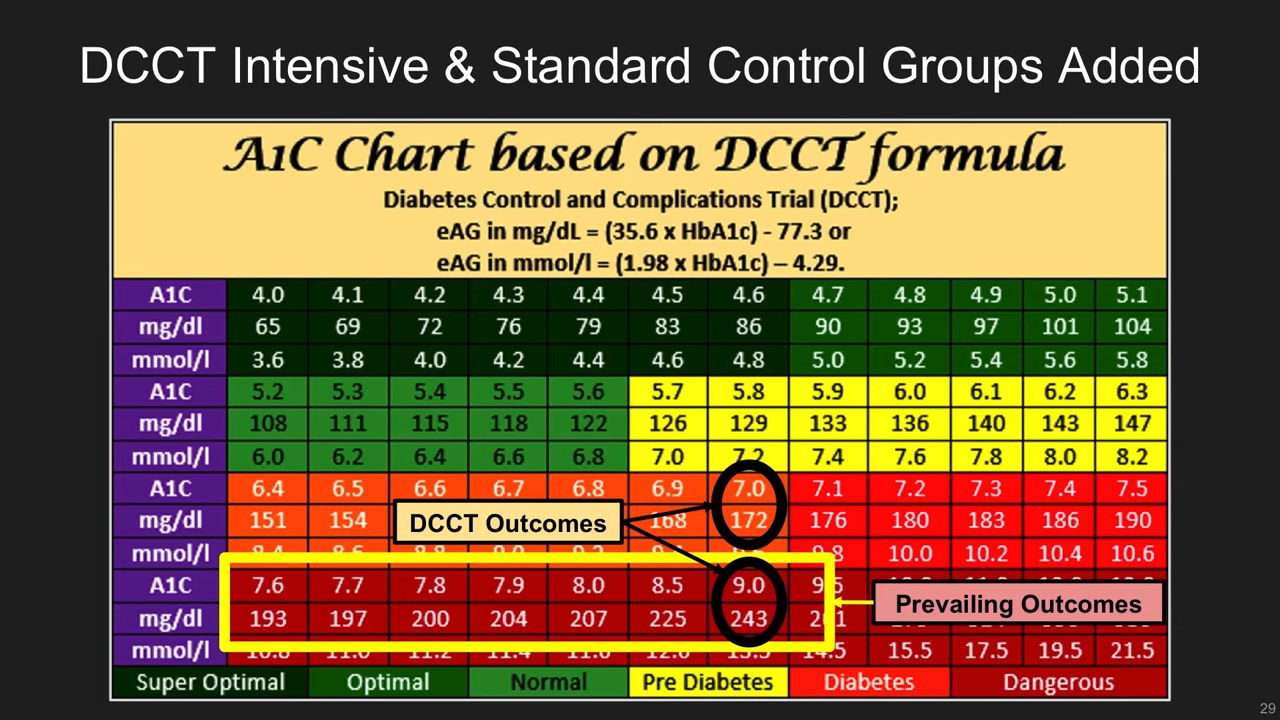 DCCT Intensive & Standard Control Groups Added
A1C Chart based on DCCT formula
Diabetes Control and Complications Trial (DCCT);
eAG in mg/dL = (35.6 x HbA1c) - 77.3 or
eAG in mmol/l = (1.98 x HbA1c) – 4.29.
A1C 4.0 4.1 4.2 4.3 4.4 4.5 4.6 4.7 4.8 4.9 5.0 5.1
mg/dl 65 69 72 76 79 83 86 90 93 97 101 104
mmol/l 3.6 3.8 4.0 4.2 4.4 4.6 4.8 5.0 5.2 5.4 5.6 5.8
A1C 5.2 5.3 5.4 5.5 5.6 5.7 5.8 5.9 6.0 6.1 6.2 6.3
mg/dl 108 111 115 118 122 126 129 133 136 140 143 147
mmol/l 6.0 6.2 6.4 6.6 6.8 7.0 7.2 7.4 7.6 7.8 8.0 8.2
A1C 6.4 6.5 6.6 6.7 6.8 6.9 7.0 7.1 7.2 7.3 7.4 7.5
mg/dl 151 154 168 172 176 180 183 186 190
DCCT Outcomes
mmol/l 10.0 10.2 10.4 10.6
A1C 7.6 7.7 7.8 7.9 8.0 8.5 9.0
Prevailing Outcomes
mg/dl 193 197 200 204 207 225 243
mmol/l 15.5 17.5 19.5 21.5
Super Optimal Optimal Normal Pre Diabetes Diabetes Dangerous
29